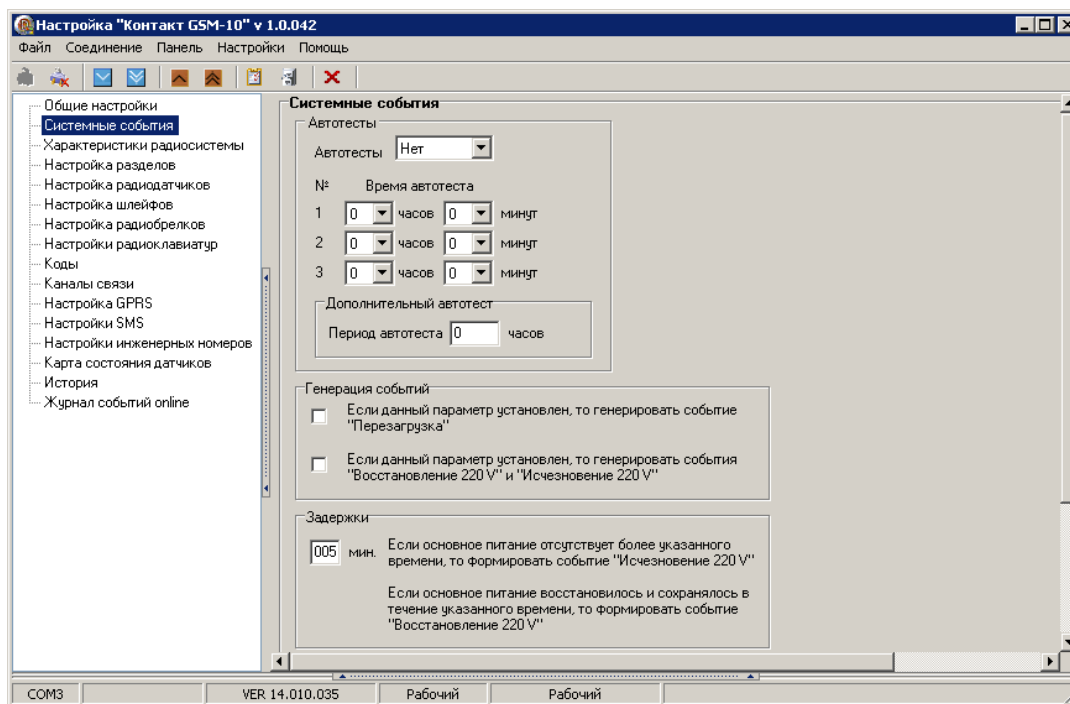 Настройка "Контакт GSM-10" v 1.0.042
Файл Соединение Панель Настройки Помощь
Общие настройки
Системные события
Характеристики радиосистемы
Настройка разделов
Настройка радиодатчиков
Настройка шлейфов
Настройка радиобрелков
Настройки радиоклавиатур
Коды
Каналы связи
Настройка GPRS
Настройки SMS
Настройки инженерных номеров
Карта состояния датчиков
История
Журнал событий online
Системные события
Автотесты
Автотесты Нет
№ Время автотеста
1 0 часов 0 минут
2 0 часов 0 минут
3 0 часов 0 минут
Дополнительный автотест
Период автотеста 0 часов
Генерация событий
Если данный параметр установлен, то генерировать событие
"Перезагрузка"
Если данный параметр установлен, то генерировать события
"Восстановление 220 V" и "Исчезновение 220 V"
Задержки
005 мин. Если основное питание отсутствует более указанного
времени, то формировать событие "Исчезновение 220 V"
Если основное питание восстановилось и сохранялось в
течение указанного времени, то формировать событие
"Восстановление 220 V"
COM3 VER 14.010.035 Рабочий Рабочий